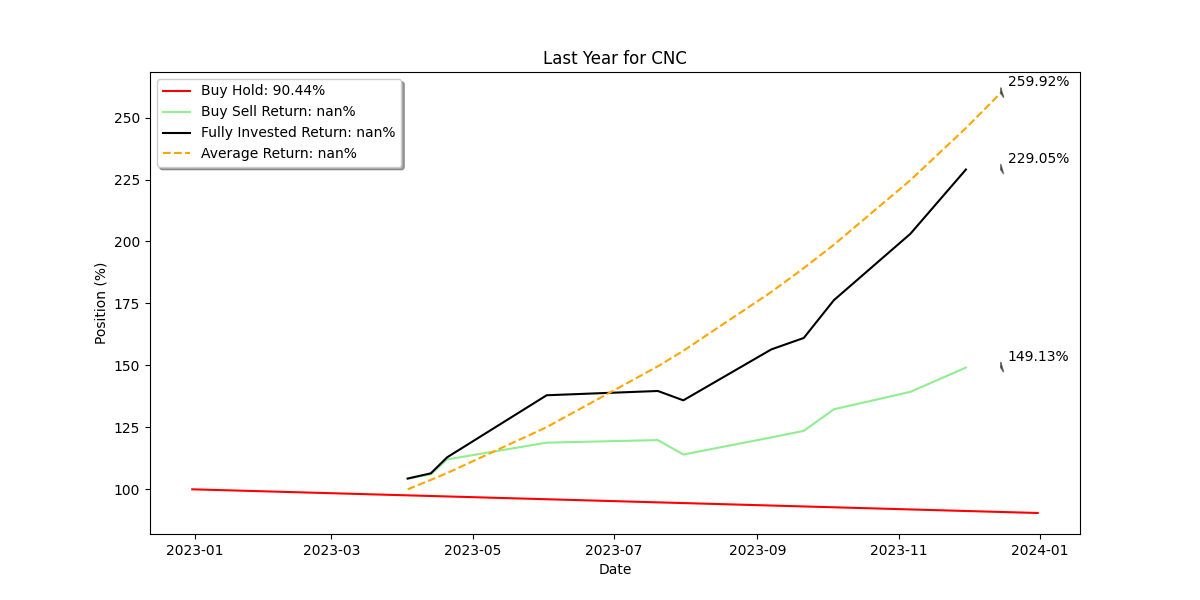 Last Year for CNC
Buy Hold: 90.44%
Buy Sell Return: nan%
Fully Invested Return: nan%
Average Return: nan%
259.92%
229.05%
149.13%
Position (%)
250
225
200
175
150
125
100
2023-01
2023-03
2023-05
2023-07
2023-09
2023-11
2024-01
Date